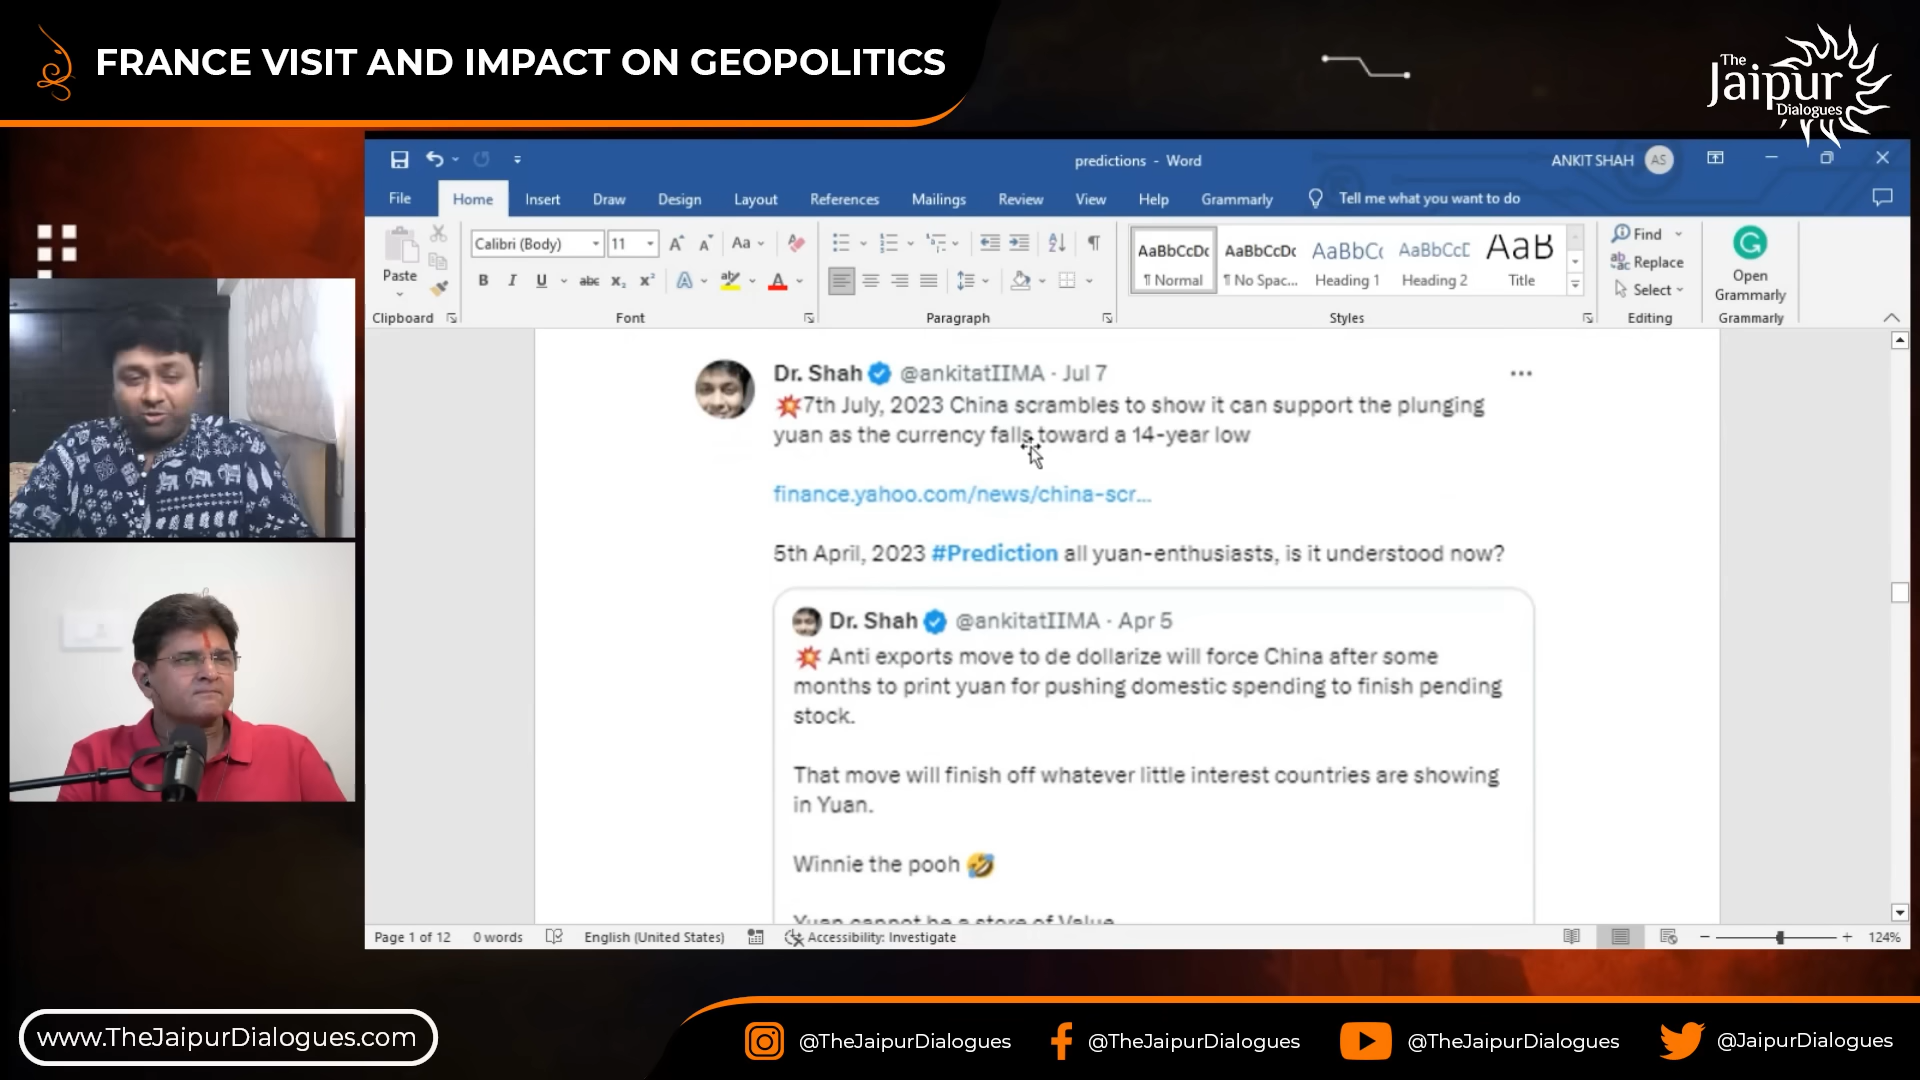 FRANCE VISIT AND IMPACT ON GEOPOLITICS
The
Jaipur
Dialogues
predictions - Word
ANKIT SHAH AS
File Home Insert Draw Design Layout References Mailings Review View Help Grammarly Tell me what you want to do
Calibri (Body) 11
Paste
Clipboard
Font
Paragraph
AaBbCcDc
¶ Normal
AaBbCcDc
¶ No Spac...
AaBbC
Heading 1
AaBbCcE
Heading 2
AaB
Title
Styles
Find
Replace
Select
Editing
Open
Grammarly
Grammarly
Dr. Shah @ankitatIIMA · Jul 7
💥7th July, 2023 China scrambles to show it can support the plunging
yuan as the currency falls toward a 14-year low
finance.yahoo.com/news/china-scr...
5th April, 2023 #Prediction all yuan-enthusiasts, is it understood now?
Dr. Shah @ankitatIIMA · Apr 5
💥 Anti exports move to de dollarize will force China after some
months to print yuan for pushing domestic spending to finish pending
stock.
That move will finish off whatever little interest countries are showing
in Yuan.
Winnie the pooh 🤣
Yuan cannot be a store of Value
Page 1 of 12 0 words English (United States) Accessibility: Investigate 124%
www.TheJaipurDialogues.com
@TheJaipurDialogues
@TheJaipurDialogues
@TheJaipurDialogues
@JaipurDialogues